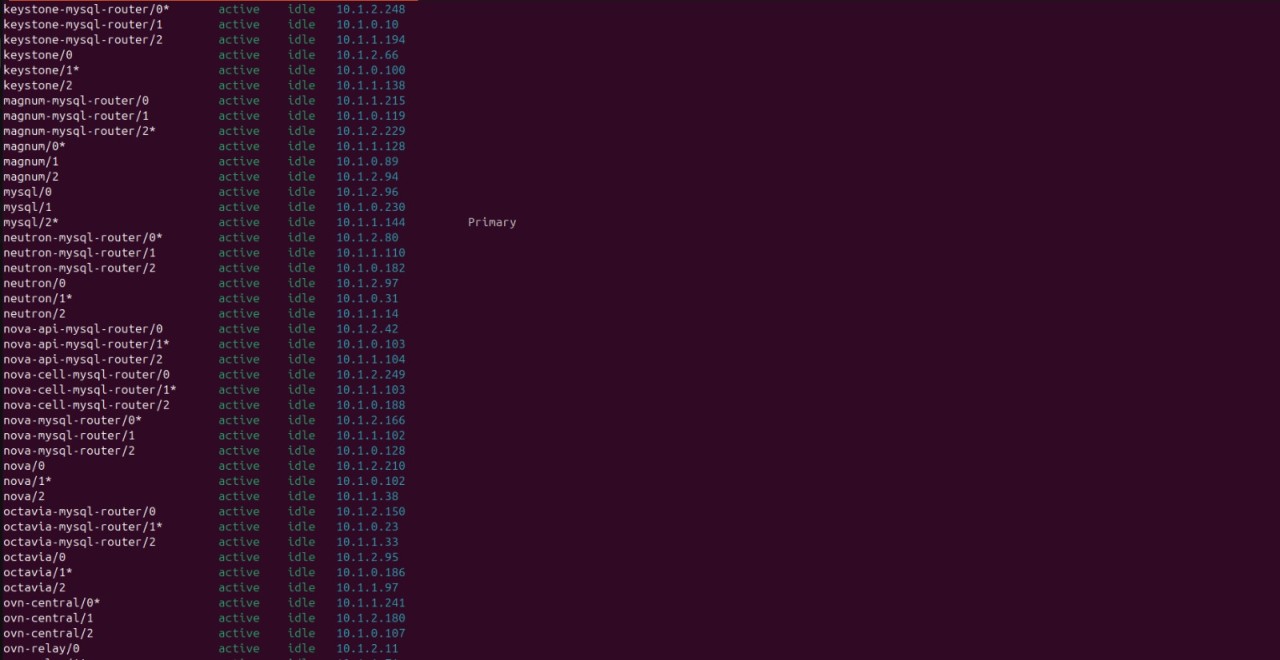 keystone-mysql-router/0* active idle 10.1.2.248
keystone-mysql-router/1 active idle 10.1.0.10
keystone-mysql-router/2 active idle 10.1.1.194
keystone/0 active idle 10.1.2.66
keystone/1* active idle 10.1.0.100
keystone/2 active idle 10.1.1.138
magnum-mysql-router/0 active idle 10.1.1.215
magnum-mysql-router/1 active idle 10.1.0.119
magnum-mysql-router/2* active idle 10.1.2.229
magnum/0* active idle 10.1.1.128
magnum/1 active idle 10.1.0.89
magnum/2 active idle 10.1.2.94
mysql/0 active idle 10.1.2.96
mysql/1 active idle 10.1.0.230
mysql/2* active idle 10.1.1.144 Primary
neutron-mysql-router/0* active idle 10.1.2.80
neutron-mysql-router/1 active idle 10.1.1.110
neutron-mysql-router/2 active idle 10.1.0.182
neutron/0 active idle 10.1.2.97
neutron/1* active idle 10.1.0.31
neutron/2 active idle 10.1.1.14
nova-api-mysql-router/0 active idle 10.1.2.42
nova-api-mysql-router/1* active idle 10.1.0.103
nova-api-mysql-router/2 active idle 10.1.1.104
nova-cell-mysql-router/0 active idle 10.1.2.249
nova-cell-mysql-router/1* active idle 10.1.1.103
nova-cell-mysql-router/2 active idle 10.1.0.188
nova-mysql-router/0* active idle 10.1.2.166
nova-mysql-router/1 active idle 10.1.1.102
nova-mysql-router/2 active idle 10.1.0.128
nova/0 active idle 10.1.2.210
nova/1* active idle 10.1.0.102
nova/2 active idle 10.1.1.38
octavia-mysql-router/0 active idle 10.1.2.150
octavia-mysql-router/1* active idle 10.1.0.23
octavia-mysql-router/2 active idle 10.1.1.33
octavia/0 active idle 10.1.2.95
octavia/1* active idle 10.1.0.186
octavia/2 active idle 10.1.1.97
ovn-central/0* active idle 10.1.1.241
ovn-central/1 active idle 10.1.2.180
ovn-central/2 active idle 10.1.0.107
ovn-relay/0 active idle 10.1.2.11